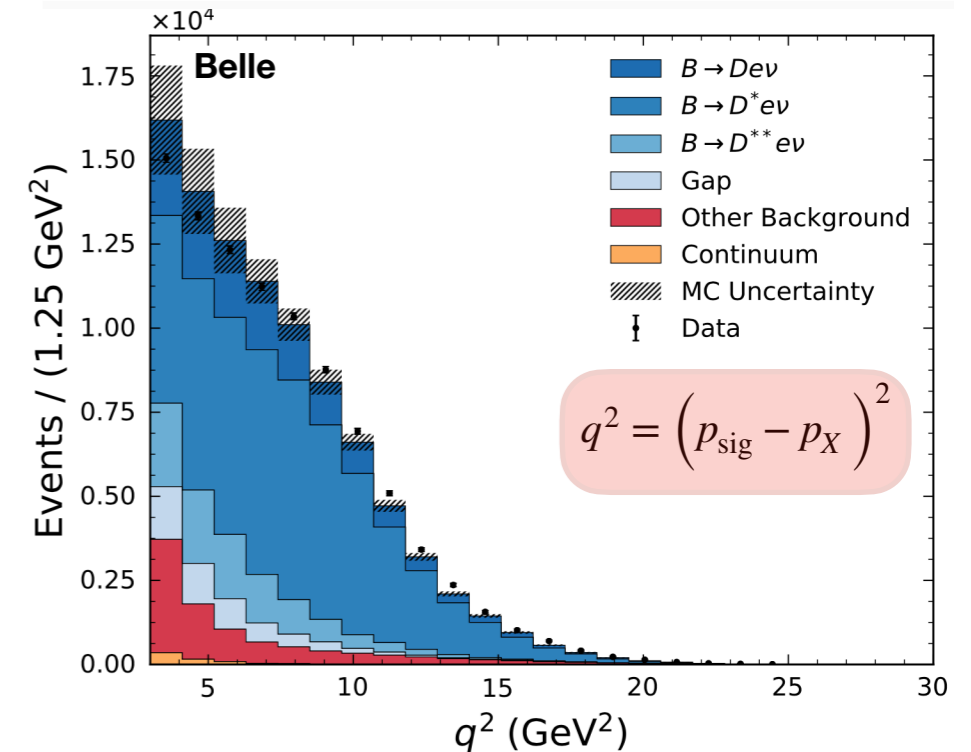 ×10⁴
Belle
1.75
1.50
1.25
1.00
0.75
0.50
0.25
0.00
Events / (1.25 GeV²)
B → Deν
B → D*eν
B → D**eν
Gap
Other Background
Continuum
MC Uncertainty
Data
q² = (p_sig − p_X)²
5 10 15 20 25 30
q² (GeV²)